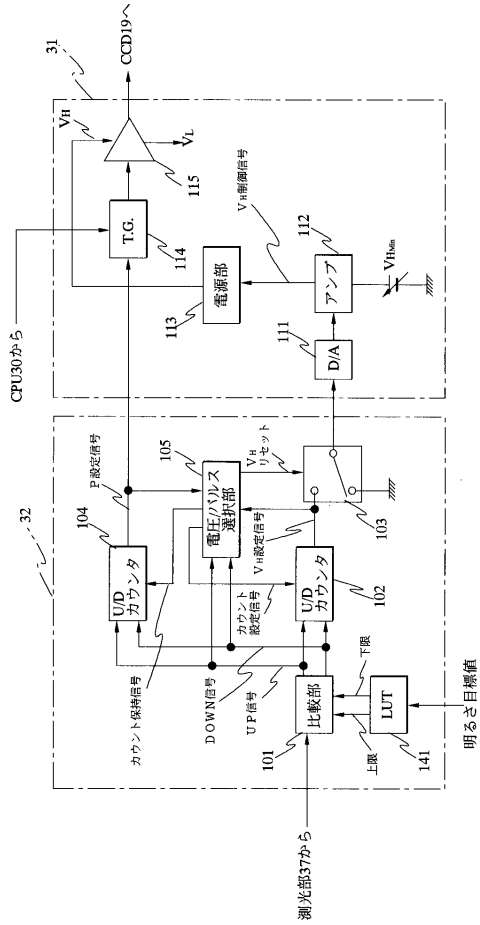 CPU30から
31
CCD19へ
VH
VL
T.G.
114
115
電源部
113
VH制御信号
アンプ
112
VHMin
D/A
111
32
P設定信号
U/D
カウンタ
104
電圧/パルス
選択部
105
VH
リセット
103
VH設定信号
カウント
設定信号
U/D
カウンタ
102
カウント保持信号
DOWN信号
UP信号
比較部
101
上限
下限
LUT
141
測光部37から
明るさ目標値